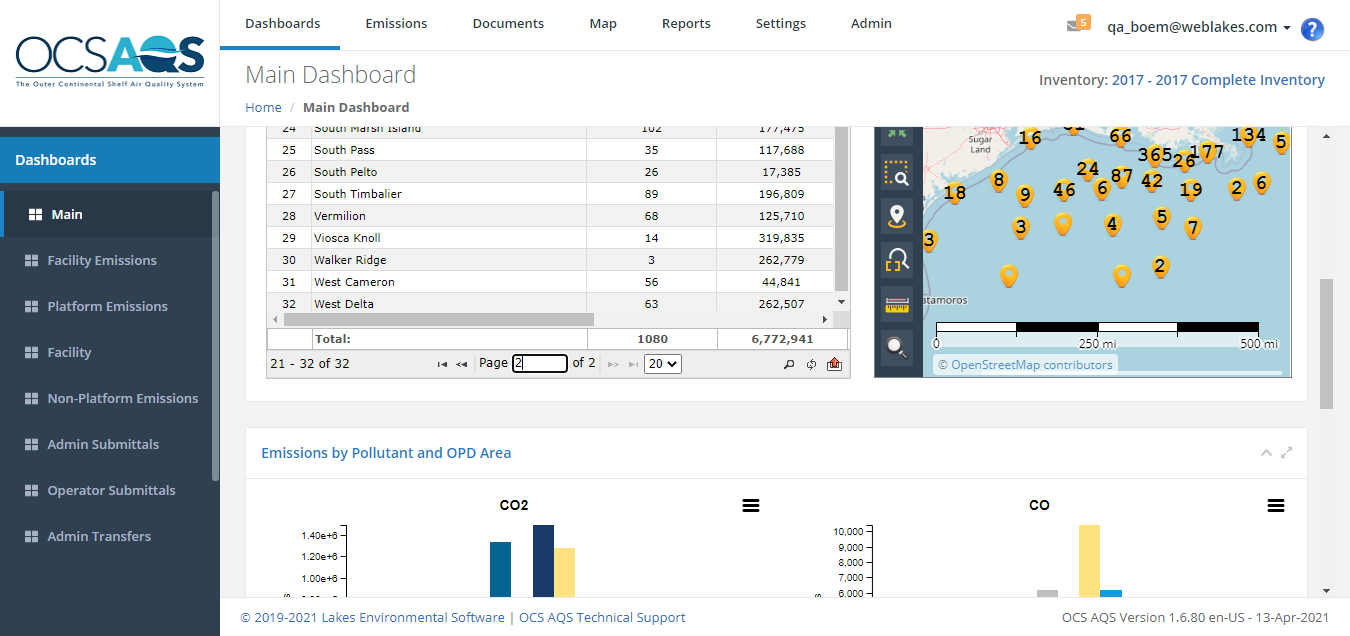 OCSAQS
The Outer Continental Shelf Air Quality System
Dashboards Emissions Documents Map Reports Settings Admin
5 qa_boem@weblakes.com ?
Main Dashboard
Home / Main Dashboard
Inventory: 2017 - 2017 Complete Inventory
Dashboards
Main
Facility Emissions
Platform Emissions
Facility
Non-Platform Emissions
Admin Submittals
Operator Submittals
Admin Transfers
24 South Marsh Island 102 177,475
25 South Pass 35 117,688
26 South Pelto 26 17,385
27 South Timbalier 89 196,809
28 Vermilion 68 125,710
29 Viosca Knoll 14 319,835
30 Walker Ridge 3 262,779
31 West Cameron 56 44,841
32 West Delta 63 262,507
Total: 1080 6,772,941
21 - 32 of 32 Page 2 of 2 20
Sugar
Land
16 66 134 5
365 26 177
24 87 42
18 8 9 46 6 19 2 6
3 3 4 5 7
2
atamoros
0 250 mi 500 mi
© OpenStreetMap contributors
Emissions by Pollutant and OPD Area
CO2
1.40e+6
1.20e+6
1.00e+6
CO
10,000
9,000
8,000
7,000
6,000
© 2019-2021 Lakes Environmental Software | OCS AQS Technical Support
OCS AQS Version 1.6.80 en-US - 13-Apr-2021